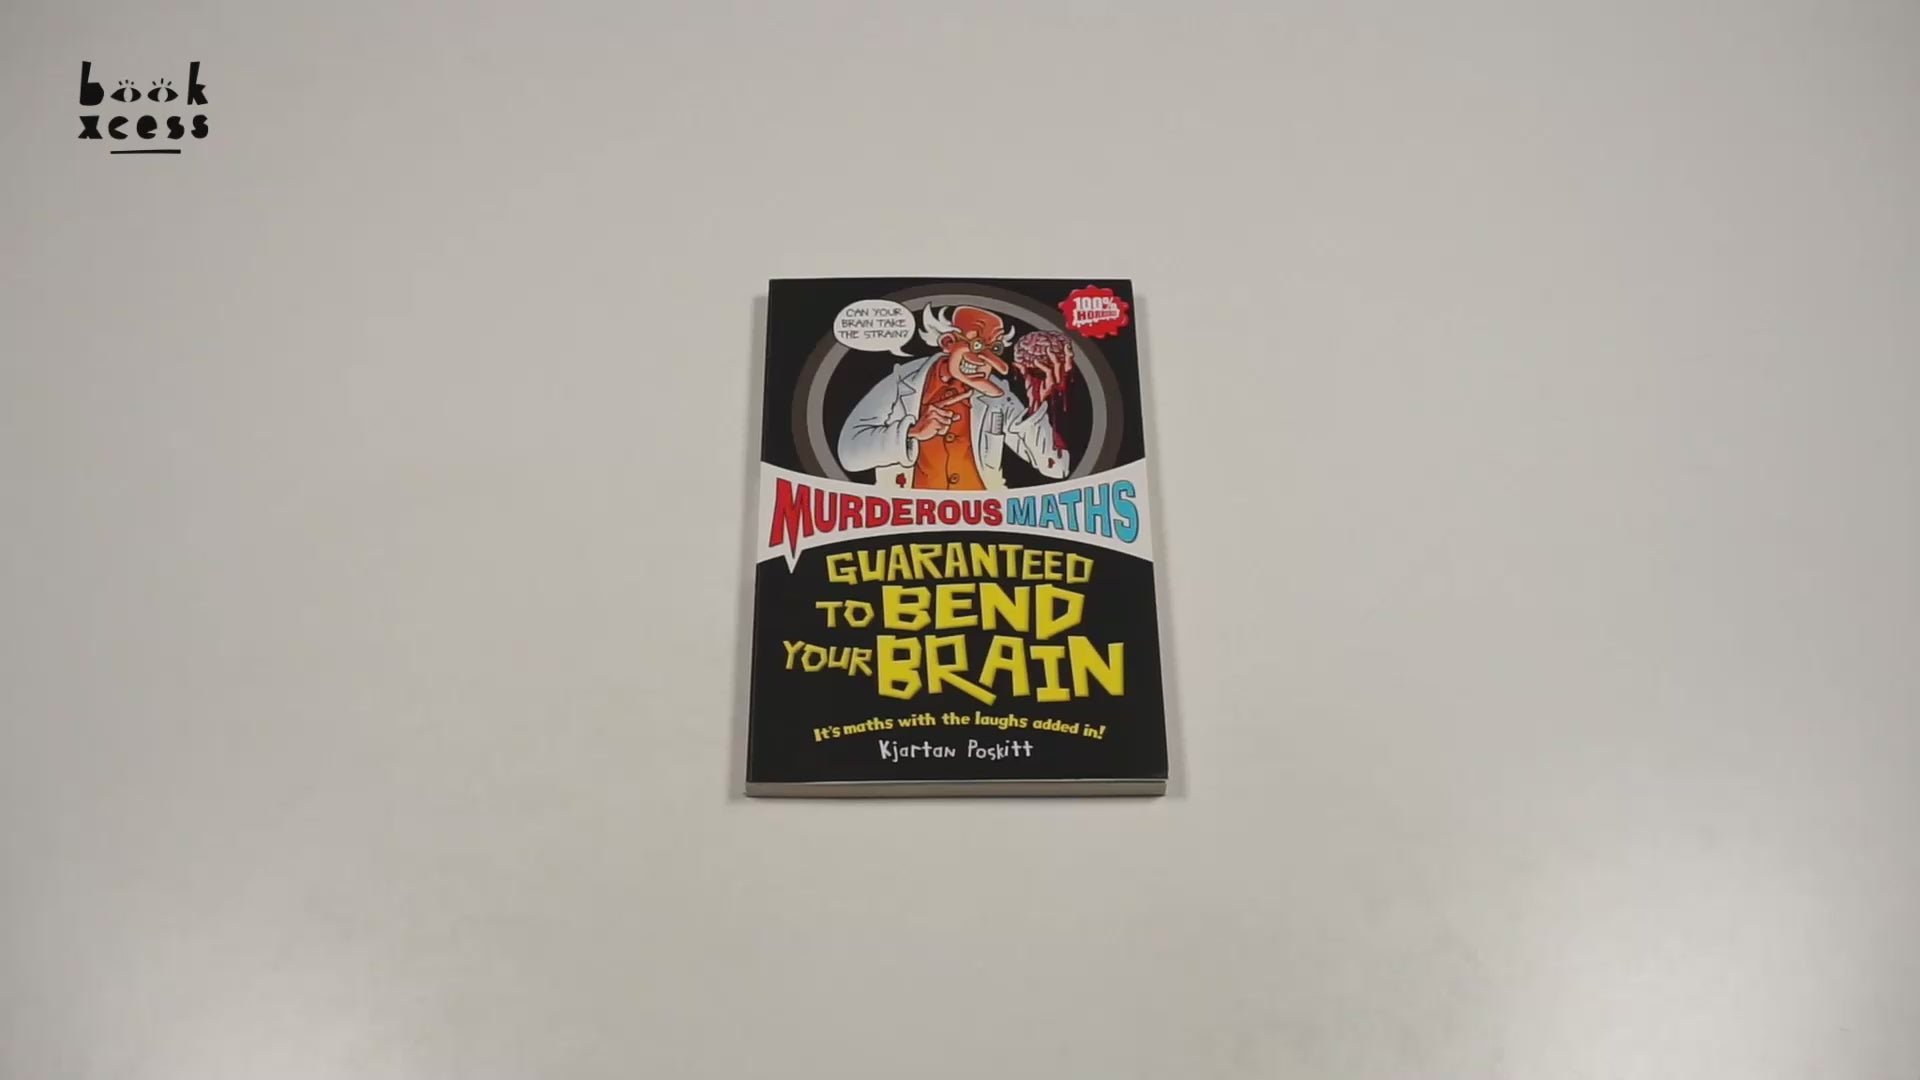 book
xcess
CAN YOUR
BRAIN TAKE
THE STRAIN?
100%
HORRIBLE
MURDEROUS MATHS
GUARANTEED
TO BEND
YOUR BRAIN
It's maths with the laughs added in!
Kjartan Poskitt